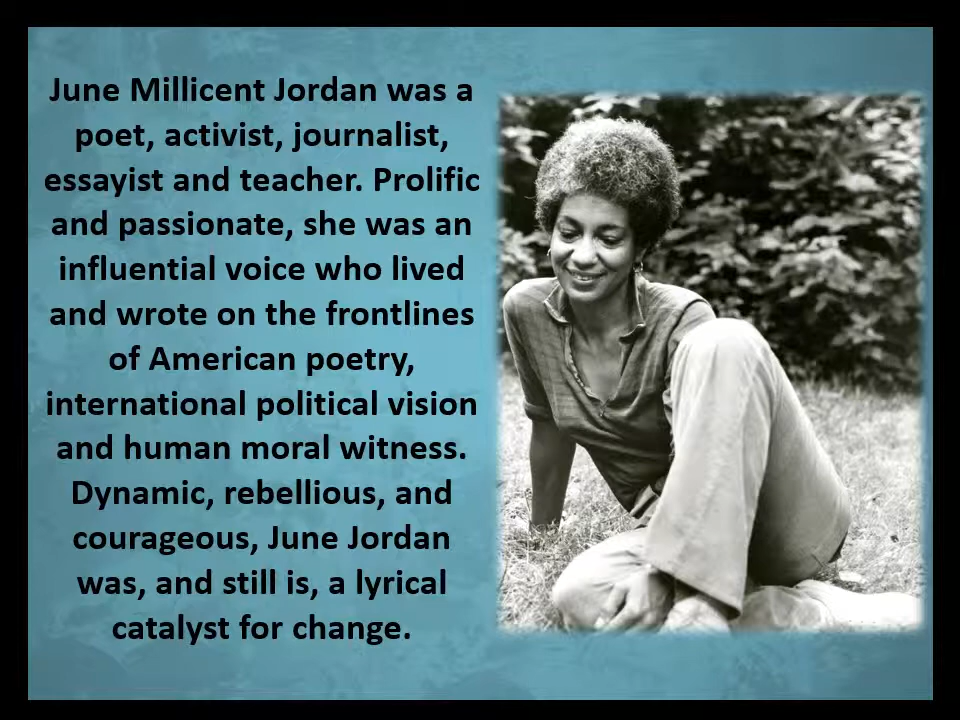 June Millicent Jordan was a
poet, activist, journalist,
essayist and teacher. Prolific
and passionate, she was an
influential voice who lived
and wrote on the frontlines
of American poetry,
international political vision
and human moral witness.
Dynamic, rebellious, and
courageous, June Jordan
was, and still is, a lyrical
catalyst for change.